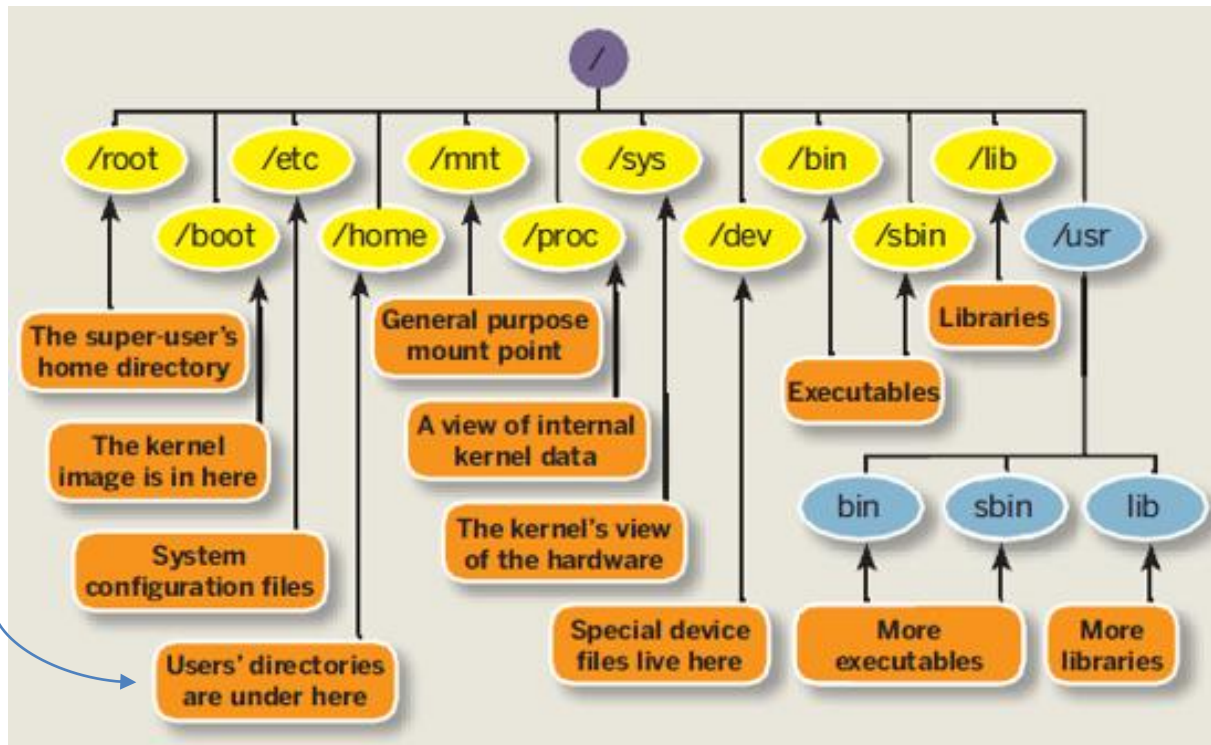 /
/root
/etc
/mnt
/sys
/bin
/lib
/boot
/home
/proc
/dev
/sbin
/usr
The super-user's
home directory
General purpose
mount point
Libraries
Executables
The kernel
image is in here
A view of internal
kernel data
bin
sbin
lib
System
configuration files
The kernel's view
of the hardware
Users' directories
are under here
Special device
files live here
More
executables
More
libraries